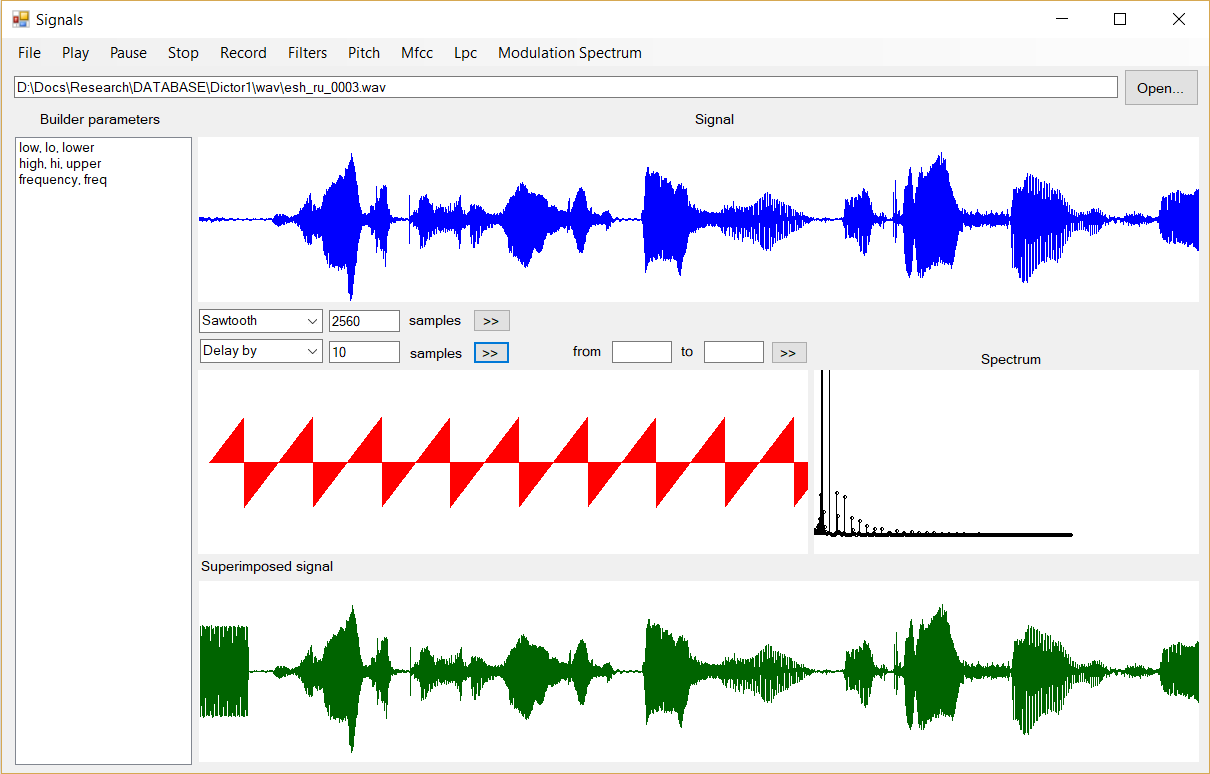 Signals
File Play Pause Stop Record Filters Pitch Mfcc Lpc Modulation Spectrum
D:\Docs\Research\DATABASE\Dictor1\wav\esh_ru_0003.wav Open...
Builder parameters Signal
low, lo, lower
high, hi, upper
frequency, freq
Sawtooth 2560 samples >>
Delay by 10 samples >> from to >>
Spectrum
Superimposed signal